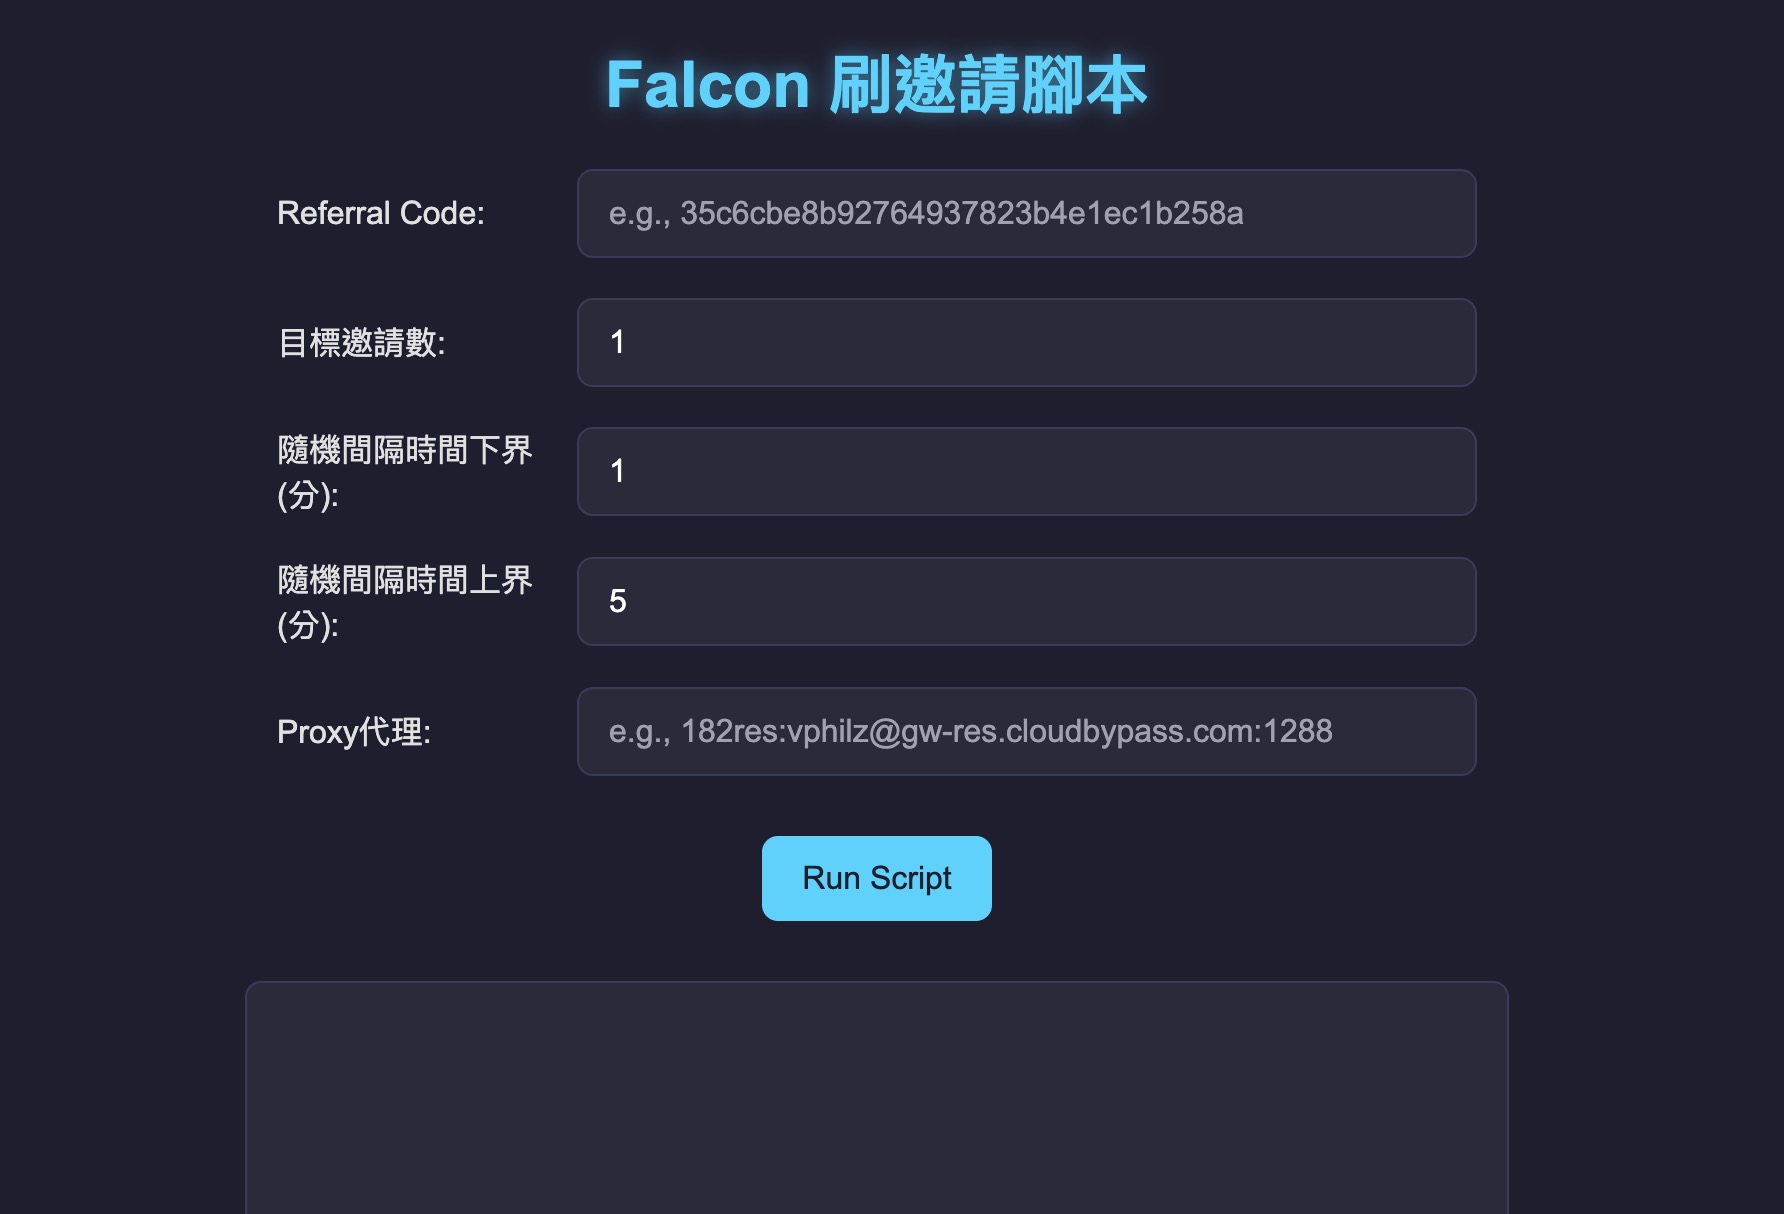 Falcon 刷邀請腳本
Referral Code:
e.g., 35c6cbe8b92764937823b4e1ec1b258a
目標邀請數:
1
隨機間隔時間下界
(分):
1
隨機間隔時間上界
(分):
5
Proxy代理:
e.g., 182res:vphilz@gw-res.cloudbypass.com:1288
Run Script